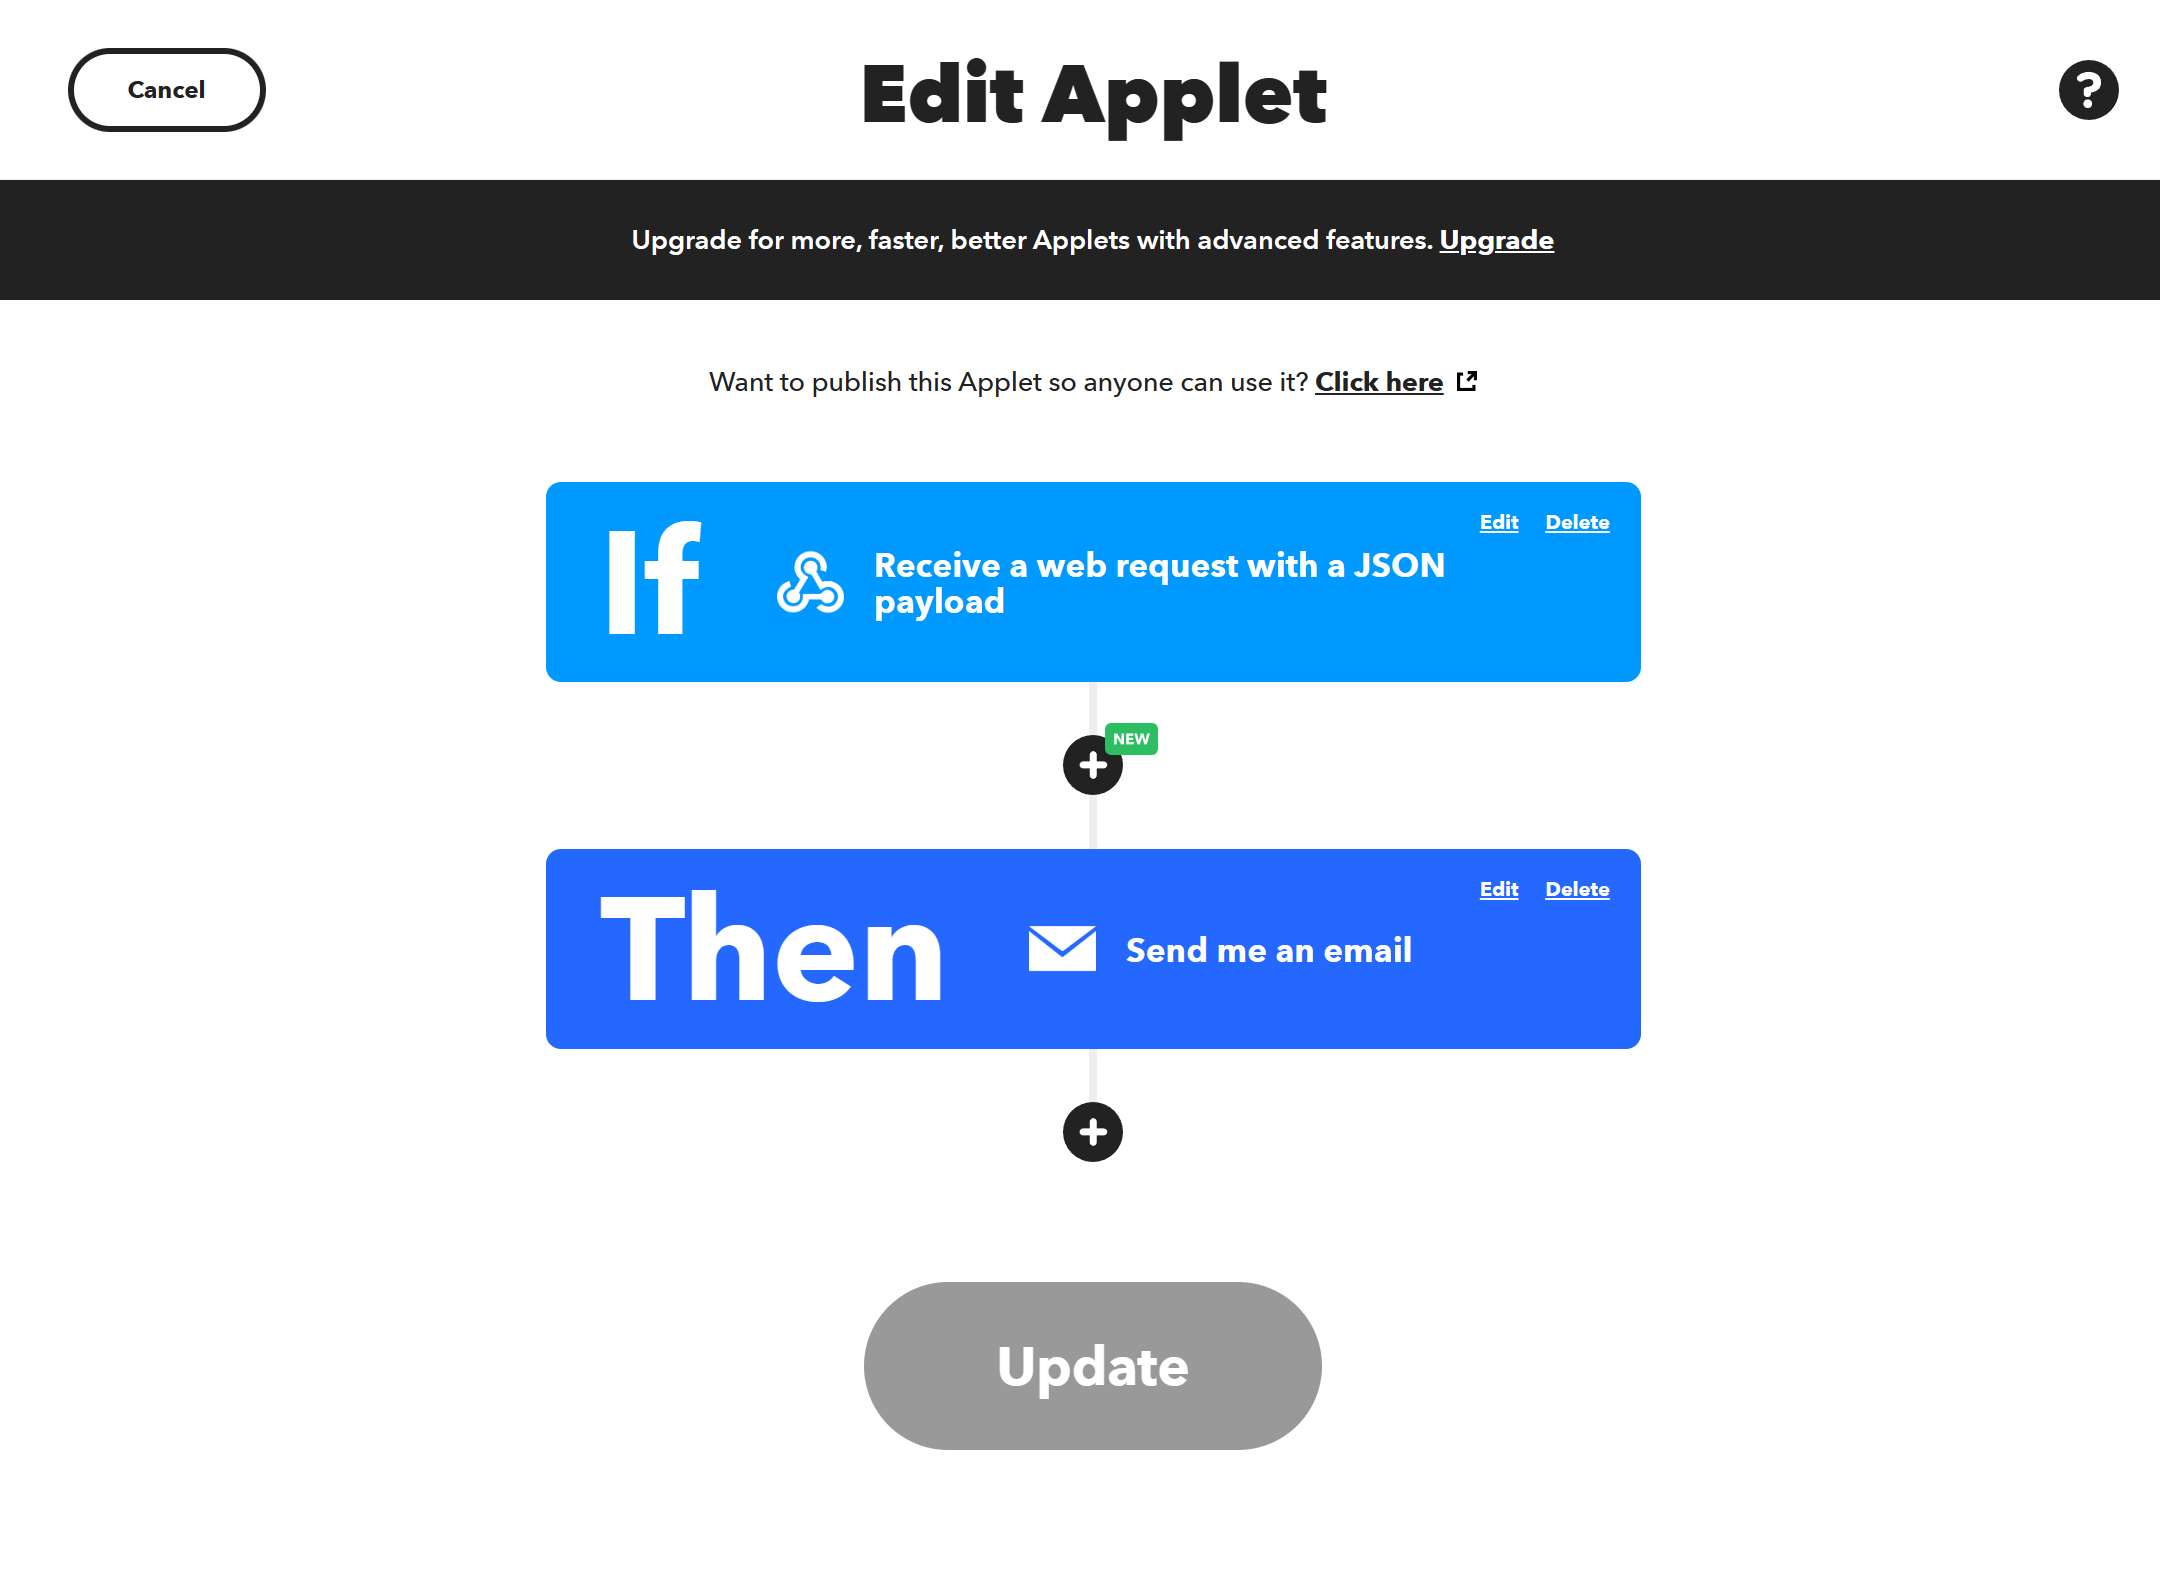 Cancel
Edit Applet
Upgrade for more, faster, better Applets with advanced features. Upgrade
Want to publish this Applet so anyone can use it? Click here
If
Receive a web request with a JSON
payload
Edit Delete
NEW
Then
Send me an email
Edit Delete
Update